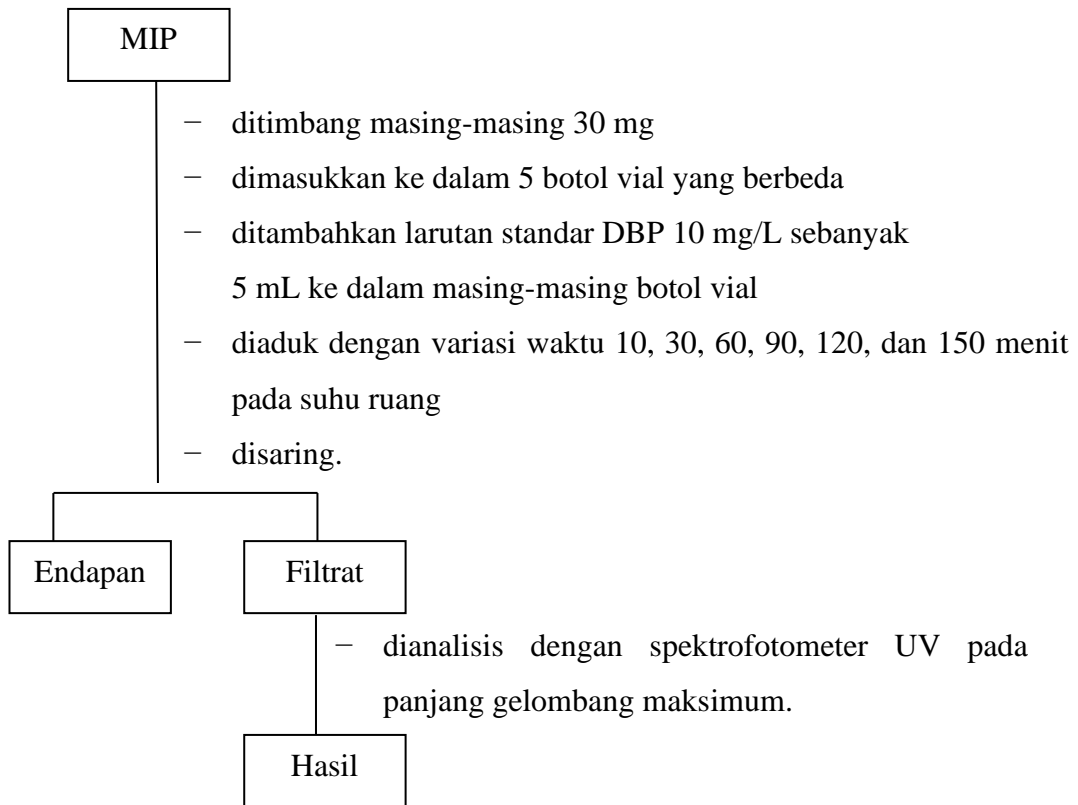 MIP
− ditimbang masing-masing 30 mg
− dimasukkan ke dalam 5 botol vial yang berbeda
− ditambahkan larutan standar DBP 10 mg/L sebanyak
5 mL ke dalam masing-masing botol vial
− diaduk dengan variasi waktu 10, 30, 60, 90, 120, dan 150 menit
pada suhu ruang
− disaring.
Endapan
Filtrat
− dianalisis dengan spektrofotometer UV pada
panjang gelombang maksimum.
Hasil